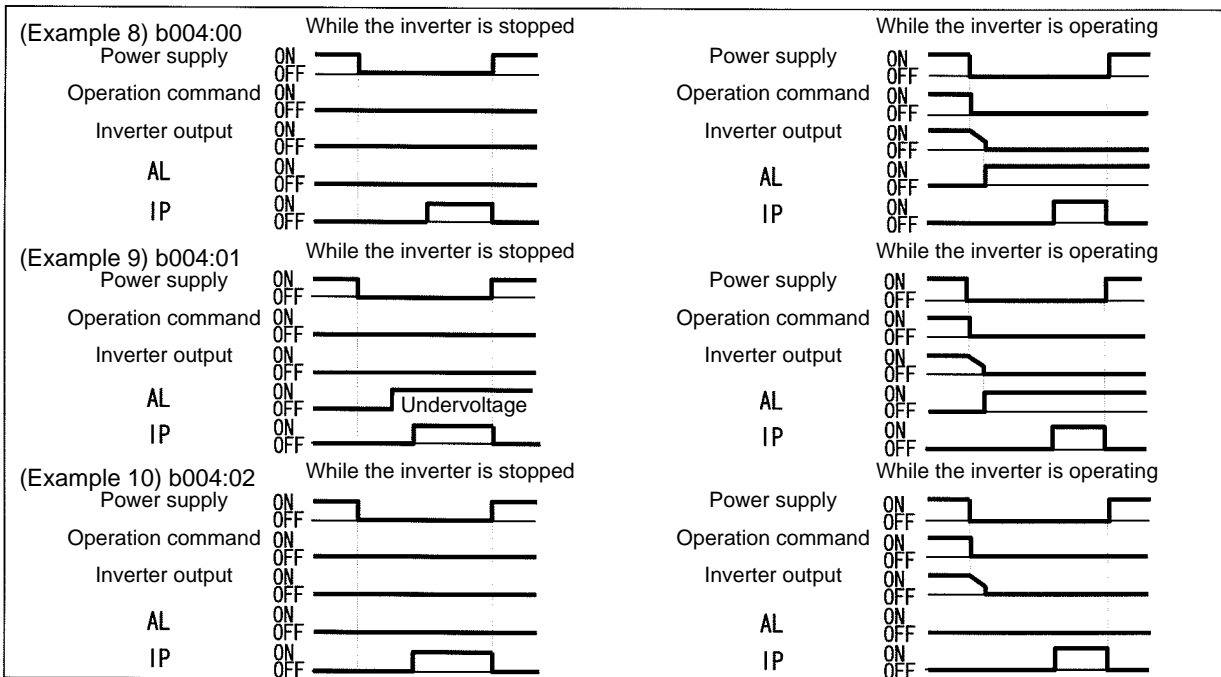 (Example 8) b004:00
While the inverter is stopped
While the inverter is operating
Power supply ON OFF
Power supply ON OFF
Operation command ON OFF
Operation command ON OFF
Inverter output ON OFF
Inverter output ON OFF
AL ON OFF
AL ON OFF
IP ON OFF
IP ON OFF
(Example 9) b004:01
While the inverter is stopped
While the inverter is operating
Power supply ON OFF
Power supply ON OFF
Operation command ON OFF
Operation command ON OFF
Inverter output ON OFF
Inverter output ON OFF
AL ON OFF Undervoltage
AL ON OFF
IP ON OFF
IP ON OFF
(Example 10) b004:02
While the inverter is stopped
While the inverter is operating
Power supply ON OFF
Power supply ON OFF
Operation command ON OFF
Operation command ON OFF
Inverter output ON OFF
Inverter output ON OFF
AL ON OFF
AL ON OFF
IP ON OFF
IP ON OFF